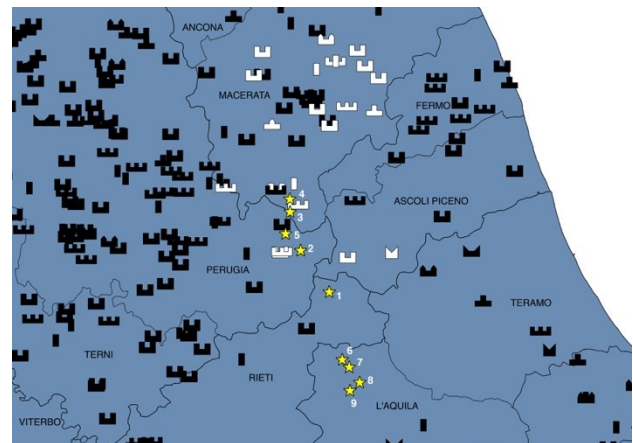 ANCONA
MACERATA
FERMO
4
ASCOLI PICENO
3
5
2
PERUGIA
1
TERAMO
TERNI
6
RIETI
7
8
9
L'AQUILA
VITERBO